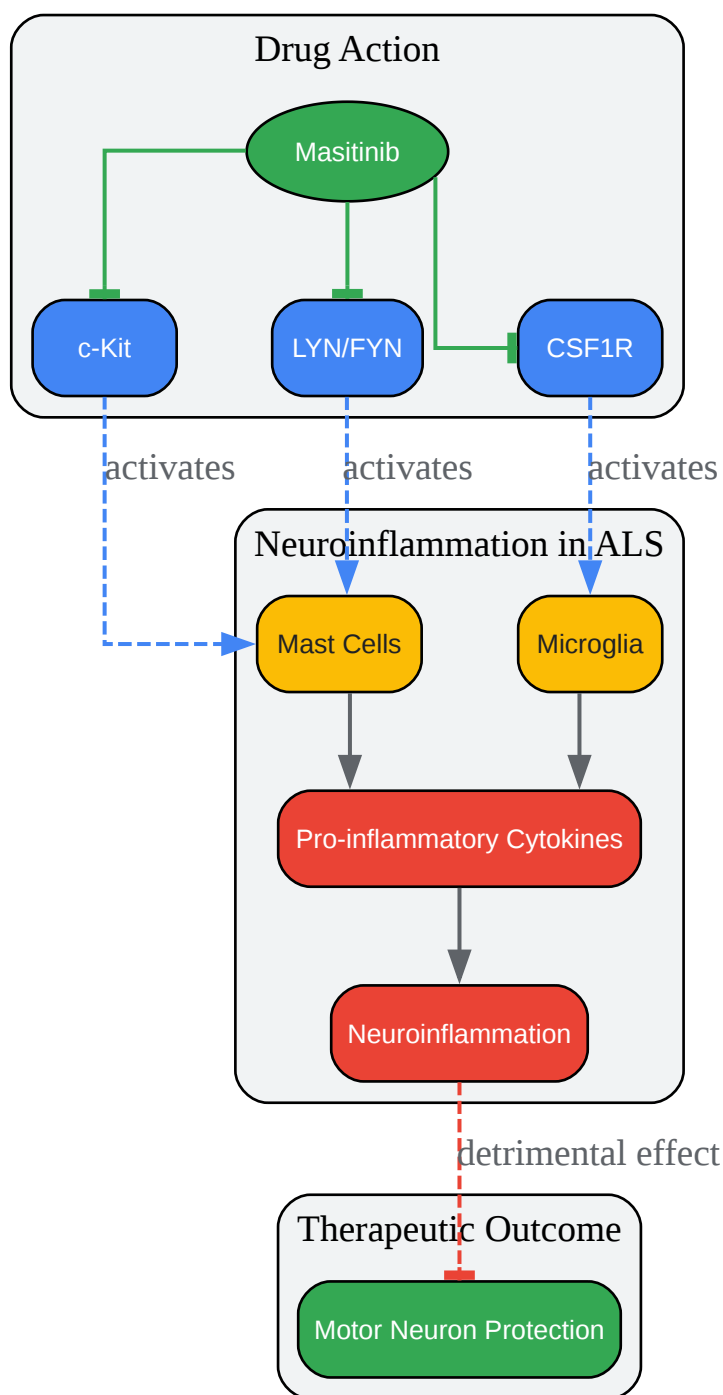 Drug Action
Masitinib
c-Kit
LYN/FYN
CSF1R
activates
activates
activates
Neuroinflammation in ALS
Mast Cells
Microglia
Pro-inflammatory Cytokines
Neuroinflammation
detrimental effect
Therapeutic Outcome
Motor Neuron Protection